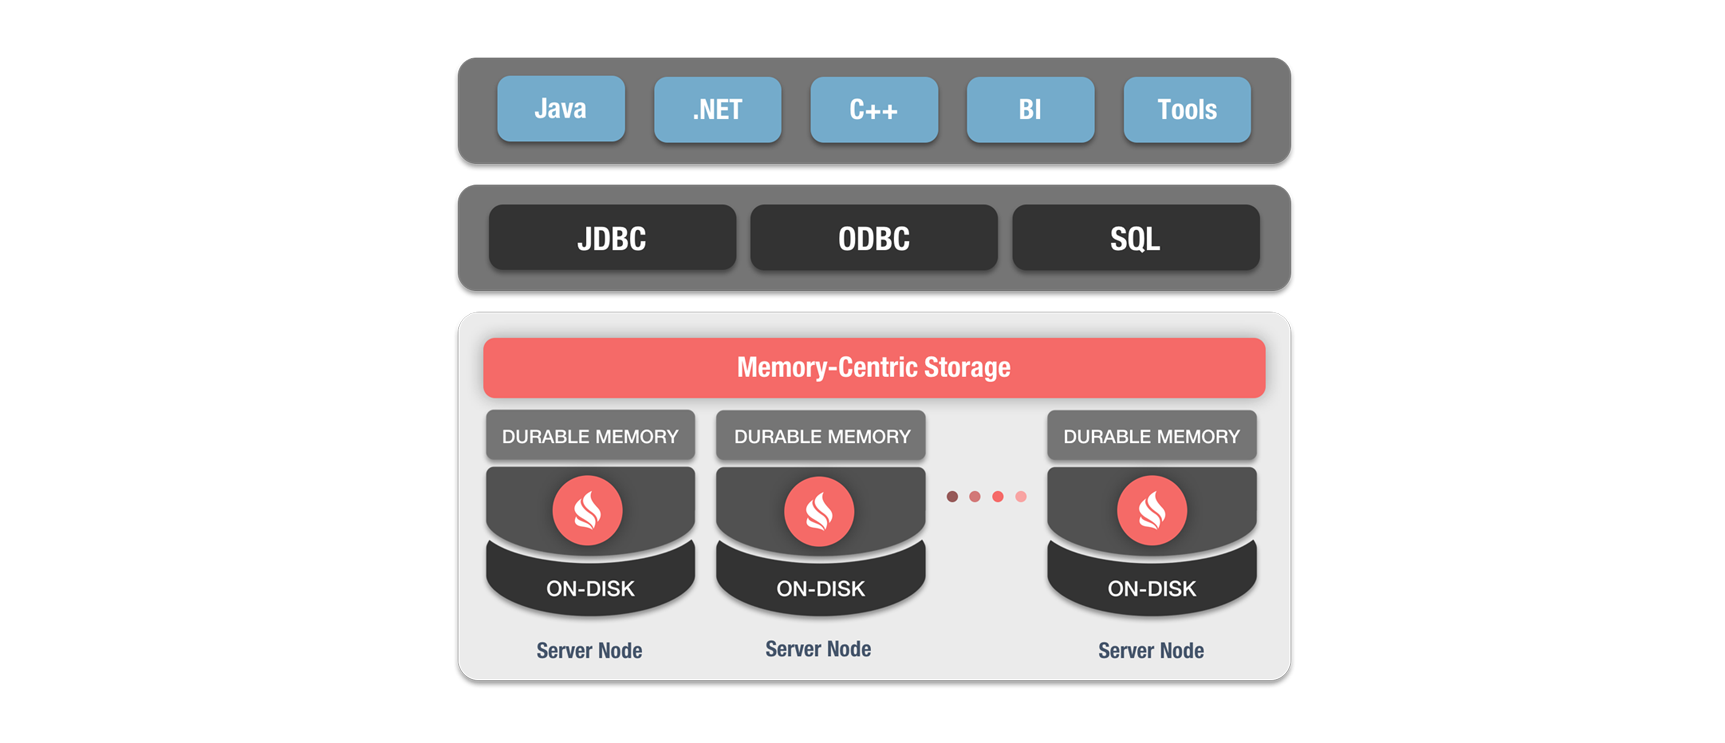 Java
.NET
C++
BI
Tools
JDBC
ODBC
SQL
Memory-Centric Storage
DURABLE MEMORY
DURABLE MEMORY
DURABLE MEMORY
ON-DISK
ON-DISK
ON-DISK
Server Node
Server Node
Server Node